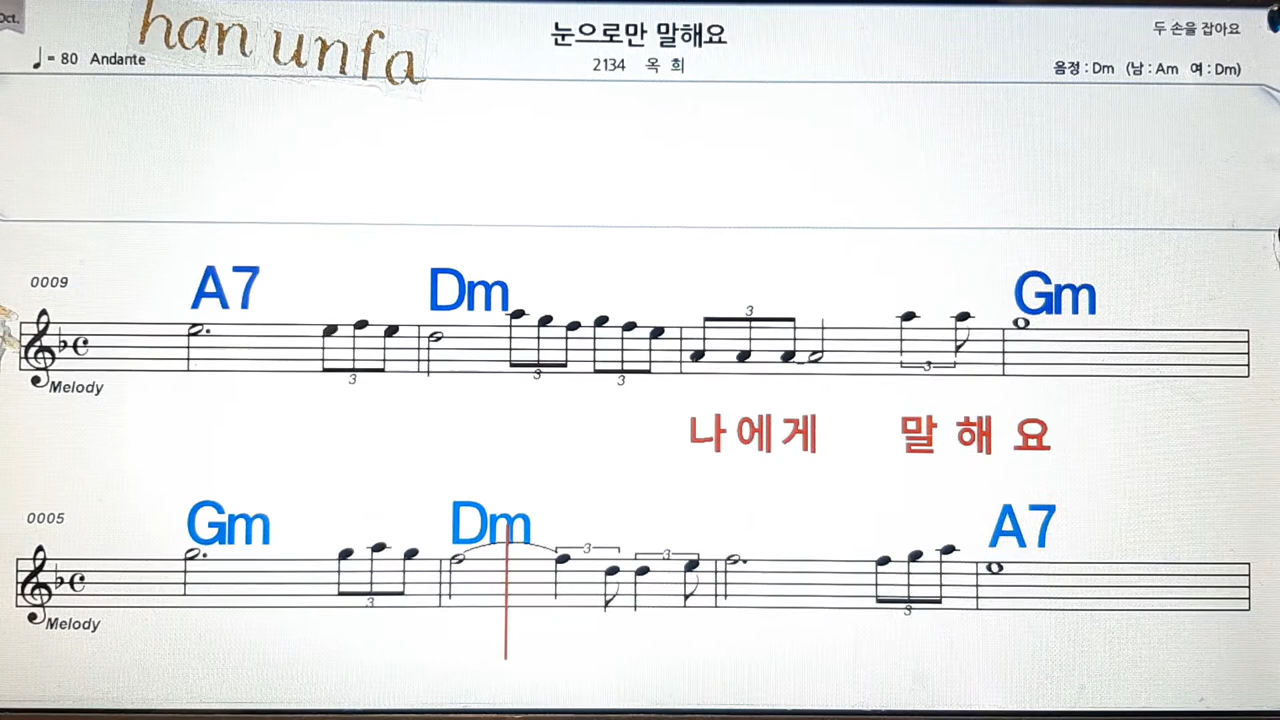 Oct.
han unfa
눈으로만 말해요
두 손을 잡아요
♩= 80 Andante
2134 옥 희
음정 : Dm (남 : Am 여 : Dm)
0009
A7 Dm Gm
3 3 3 3 3
Melody
나에게 말해요
0005
Gm Dm A7
3 3 3 3
Melody